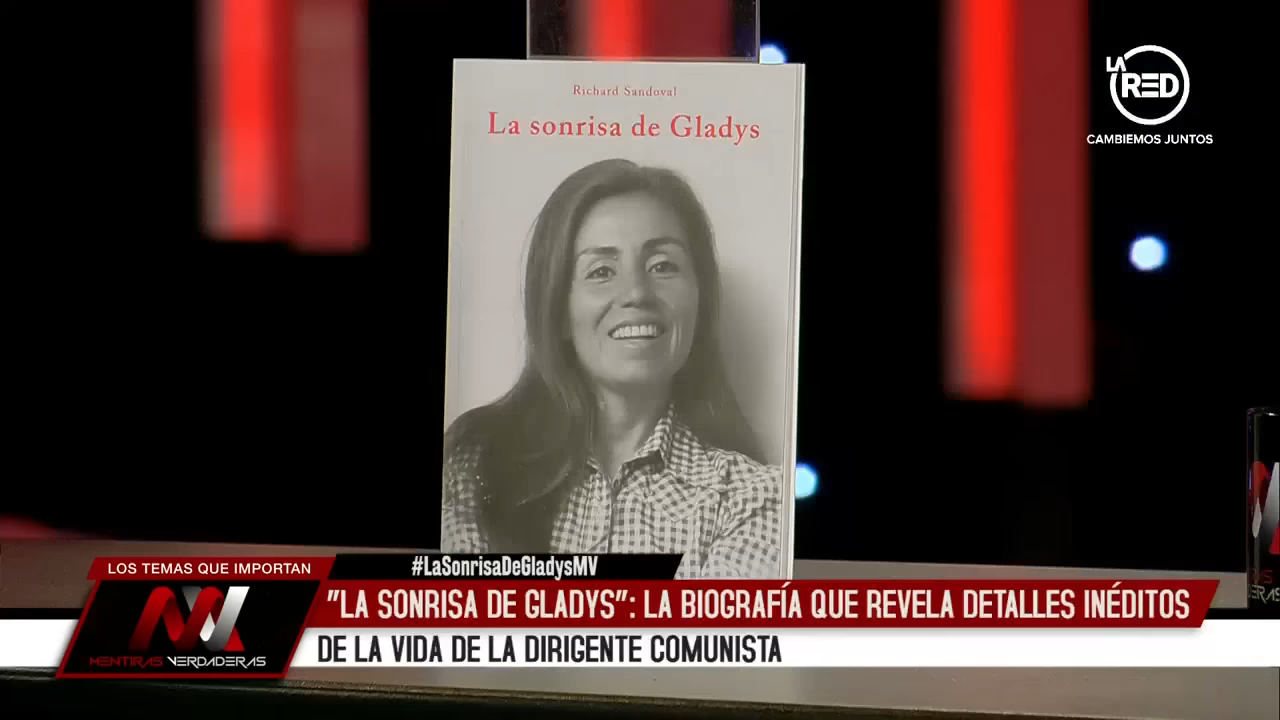 Richard Sandoval
La sonrisa de Gladys
LA
RED
CAMBIEMOS JUNTOS
LOS TEMAS QUE IMPORTAN
#LaSonrisaDeGladysMV
"LA SONRISA DE GLADYS": LA BIOGRAFÍA QUE REVELA DETALLES INÉDITOS
DE LA VIDA DE LA DIRIGENTE COMUNISTA
MENTIRAS VERDADERAS